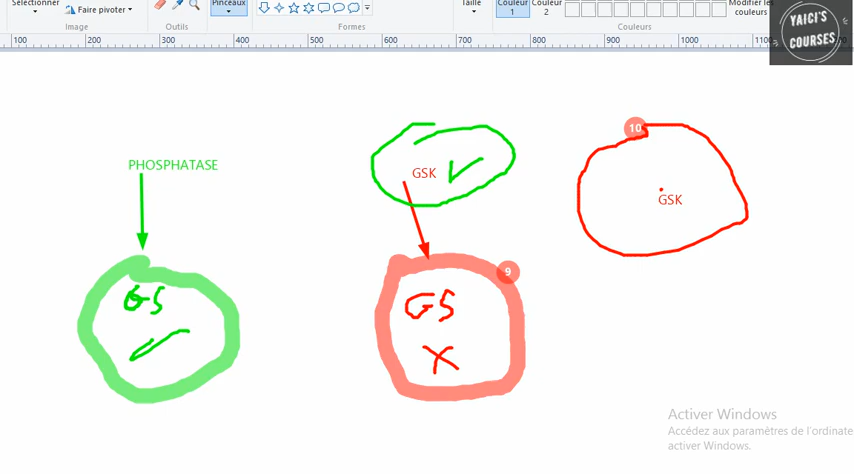 Sélectionner
Faire pivoter
Image
Outils
Pinceaux
Formes
Taille
Couleur
1
Couleur
2
Modifier les
couleurs
Couleurs
YAICI'S
COURSES
100 200 300 400 500 600 700 800 900 1000 1100
PHOSPHATASE
GSK
10
GSK
9
GS
GS
X
Activer Windows
Accédez aux paramètres de l'ordinate
activer Windows.